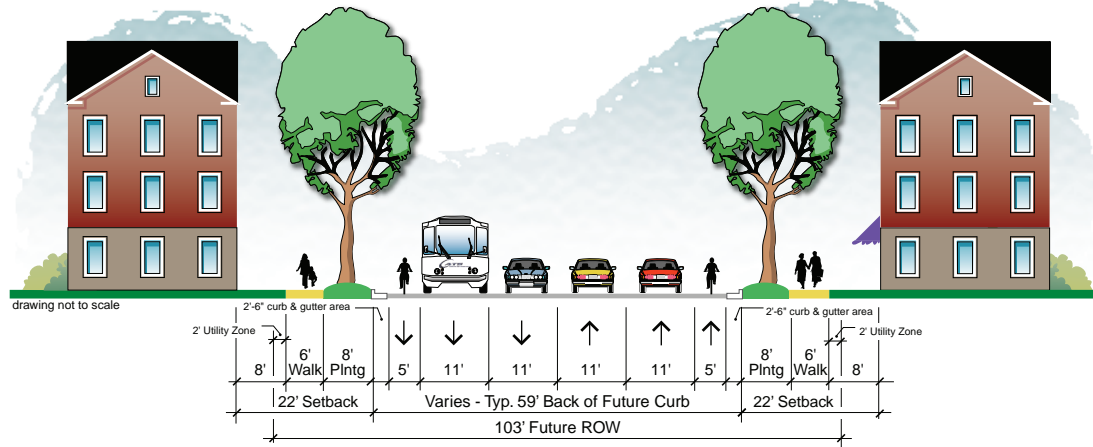 drawing not to scale
2'-6" curb & gutter area
2'-6" curb & gutter area
2' Utility Zone
2' Utility Zone
8'
6'
Walk
8'
Plntg
5'
11'
11'
11'
11'
5'
8'
Plntg
6'
Walk
8'
22' Setback
Varies - Typ. 59' Back of Future Curb
22' Setback
103' Future ROW